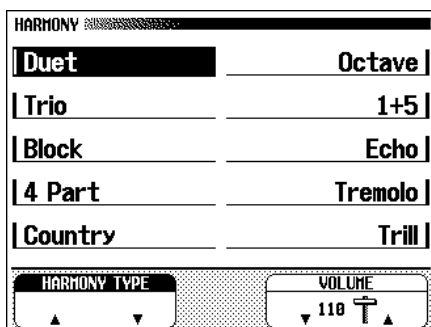 HARMONY
Duet Octave
Trio 1+5
Block Echo
4 Part Tremolo
Country Trill
HARMONY TYPE VOLUME
110